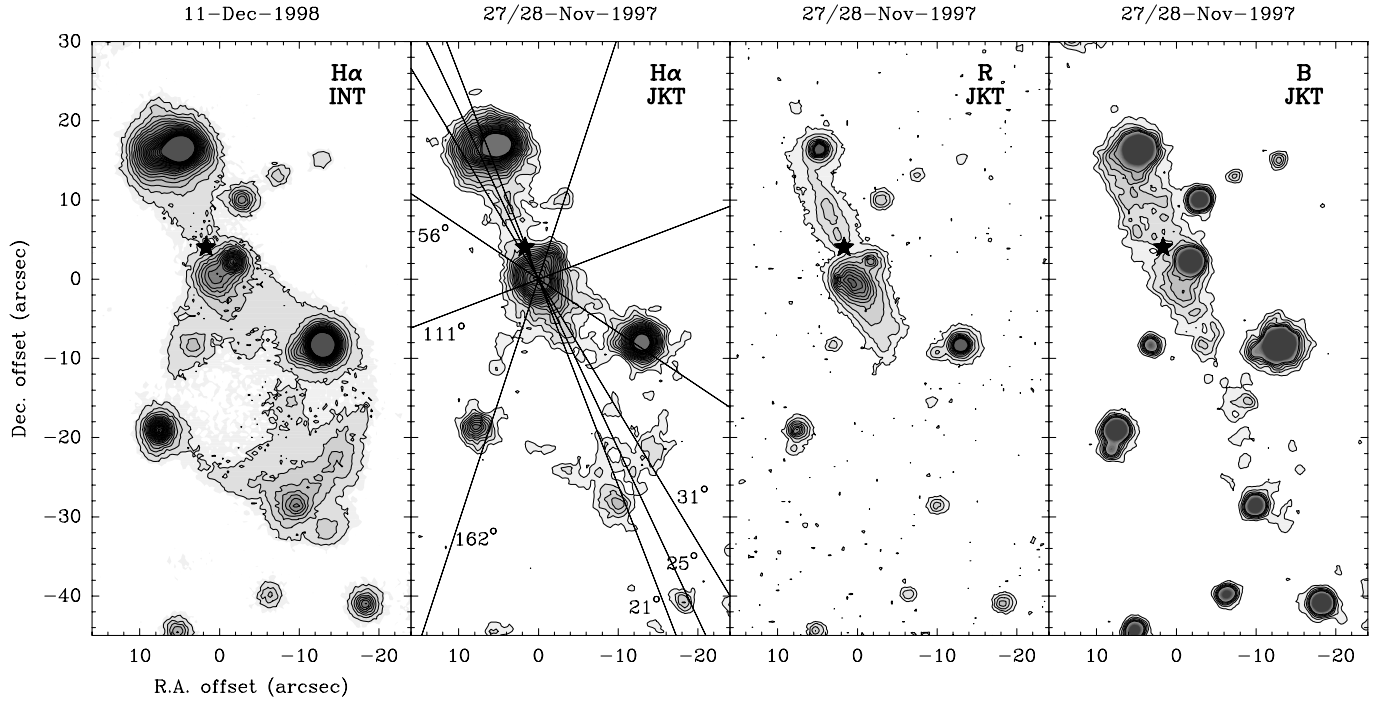 11-Dec-1998 27/28-Nov-1997 27/28-Nov-1997 27/28-Nov-1997
Hα Hα R B
INT JKT JKT JKT
30
20
10
0
−10
−20
−30
−40
Dec. offset (arcsec)
56°
111°
31°
162°
25°
21°
10 0 −10 −20 10 0 −10 −20 10 0 −10 −20 10 0 −10 −20
R.A. offset (arcsec)